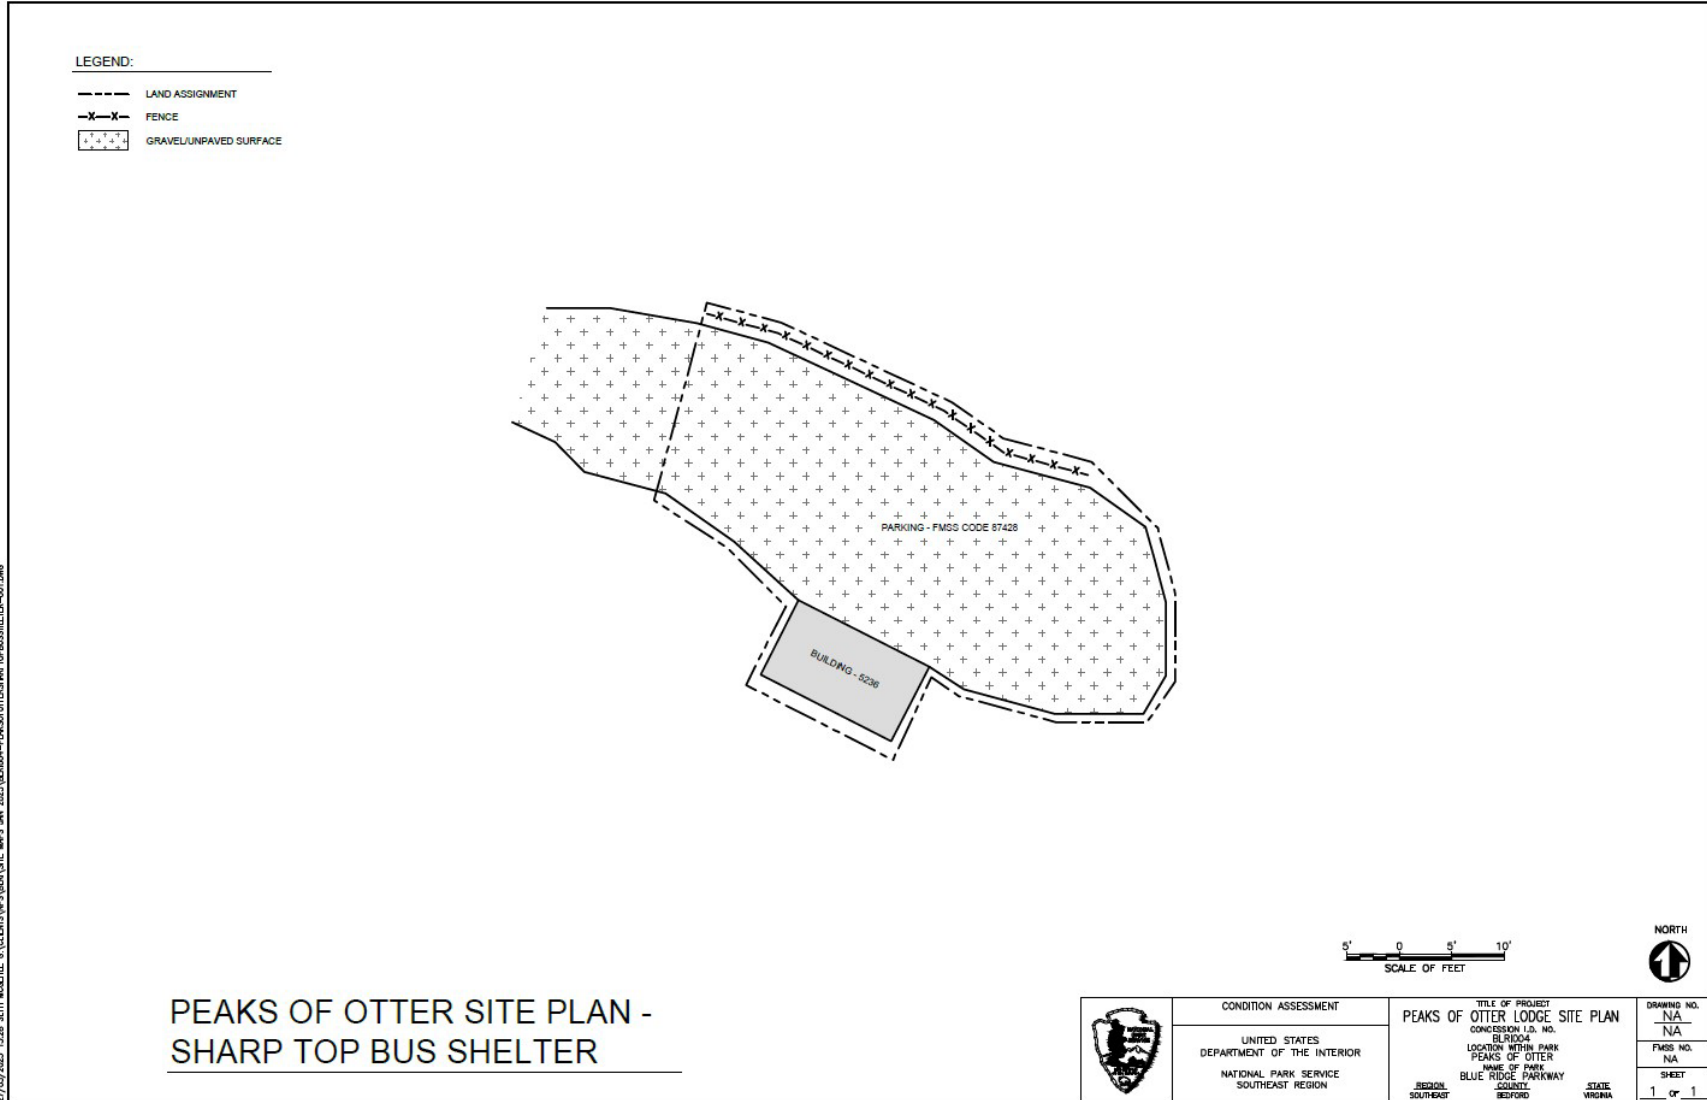 LEGEND:
LAND ASSIGNMENT
FENCE
GRAVEL/UNPAVED SURFACE
PARKING - FMSS CODE 87428
BUILDING - 5236
5' 0 5' 10'
SCALE OF FEET
NORTH
PEAKS OF OTTER SITE PLAN -
SHARP TOP BUS SHELTER
CONDITION ASSESSMENT
UNITED STATES
DEPARTMENT OF THE INTERIOR
NATIONAL PARK SERVICE
SOUTHEAST REGION
TITLE OF PROJECT
PEAKS OF OTTER LODGE SITE PLAN
CONCESSION I.D. NO.
BLRI004
LOCATION WITHIN PARK
PEAKS OF OTTER
NAME OF PARK
BLUE RIDGE PARKWAY
REGION COUNTY STATE
SOUTHEAST BEDFORD VIRGINIA
DRAWING NO.
NA
NA
FMSS NO.
NA
SHEET
1 OF 1